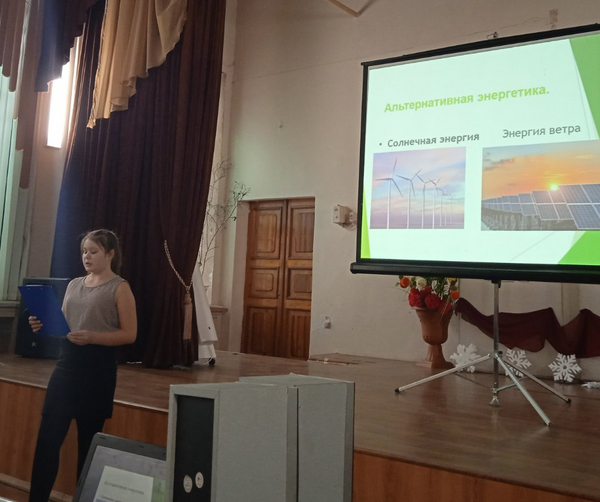 Альтернативная энергетика.
• Солнечная энергия
Энергия ветра